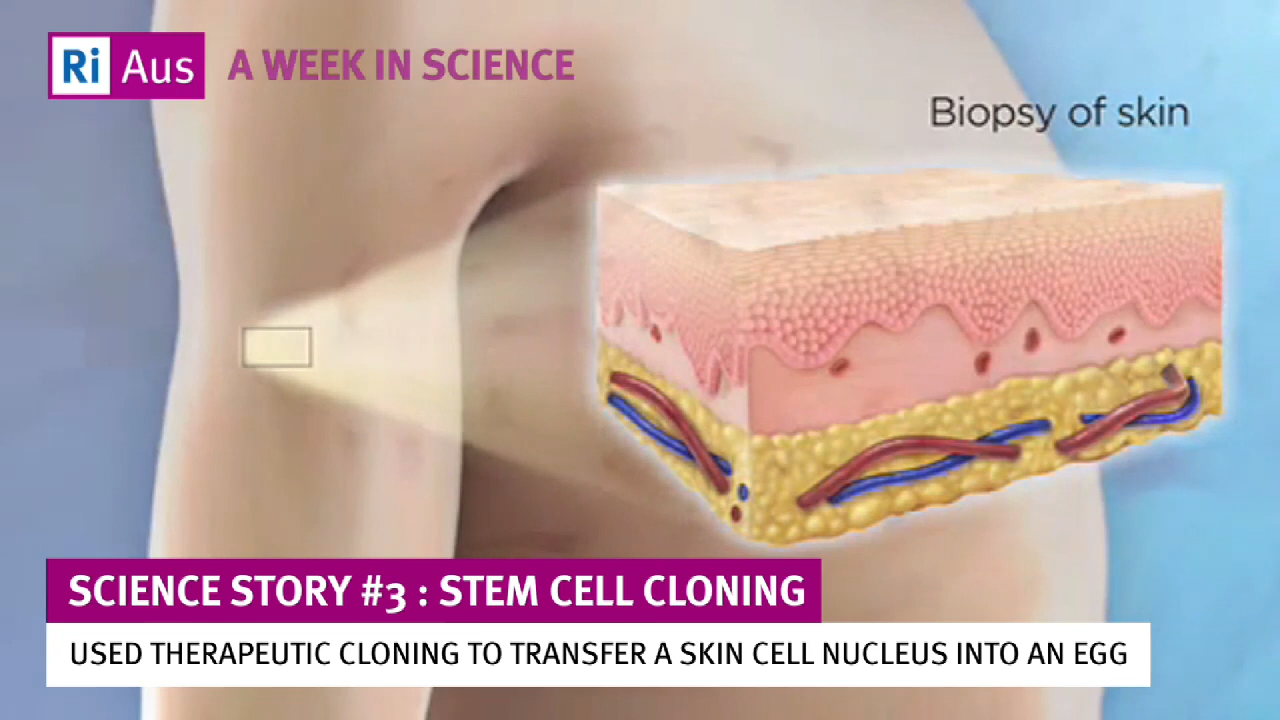 Ri Aus A WEEK IN SCIENCE
Biopsy of skin
SCIENCE STORY #3 : STEM CELL CLONING
USED THERAPEUTIC CLONING TO TRANSFER A SKIN CELL NUCLEUS INTO AN EGG